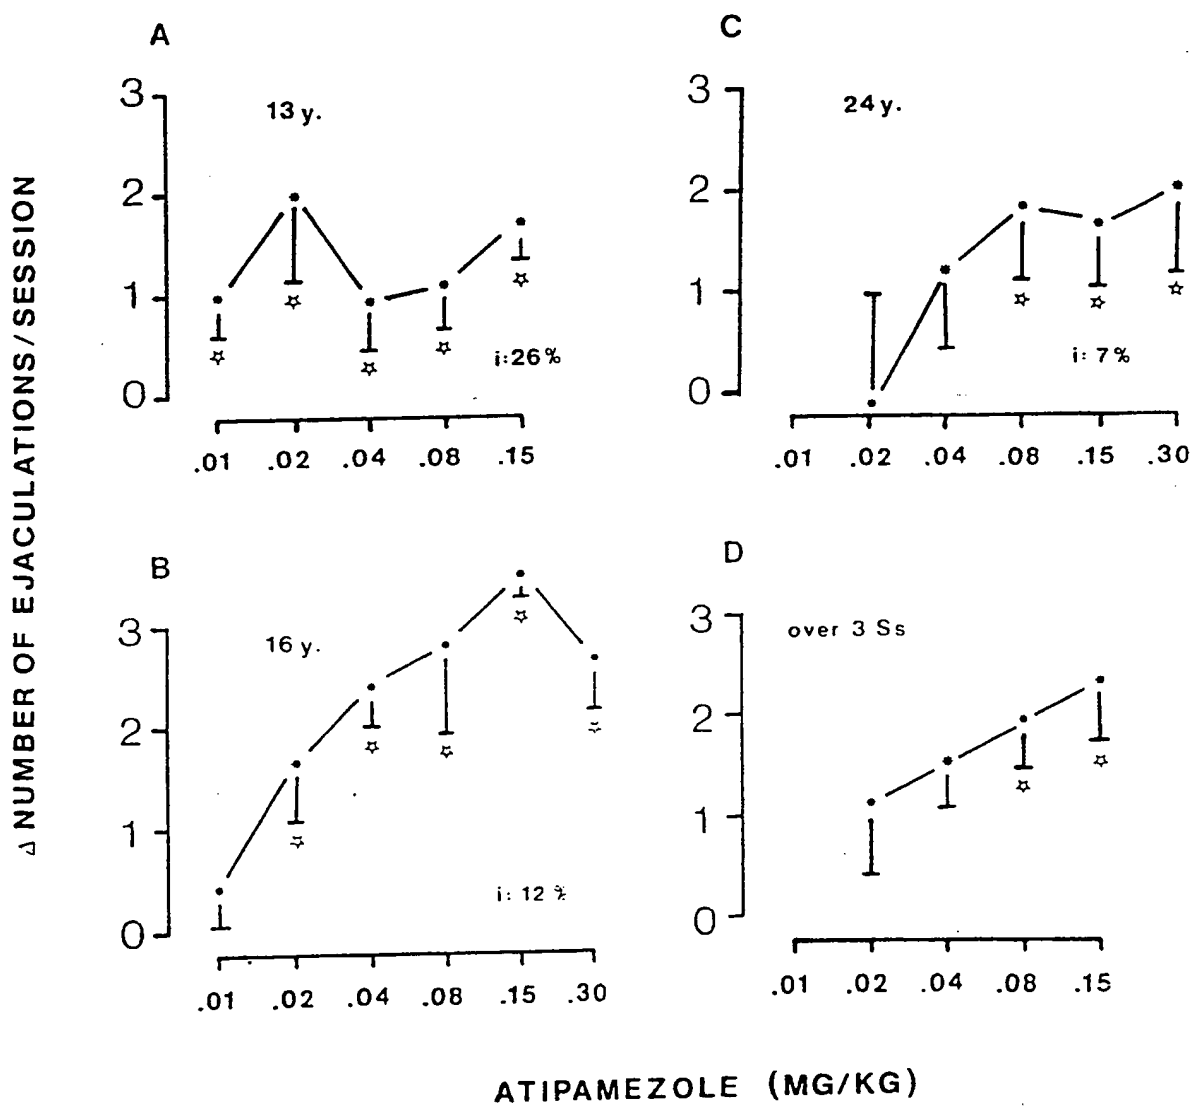 Δ NUMBER OF EJACULATIONS/SESSION
A
3
2
1
0
13 y.
i:26%
.01 .02 .04 .08 .15
C
3
2
1
0
24 y.
i: 7%
.01 .02 .04 .08 .15 .30
B
3
2
1
0
16 y.
i: 12 %
.01 .02 .04 .08 .15 .30
D
3
2
1
0
over 3 Ss
.01 .02 .04 .08 .15
ATIPAMEZOLE (MG/KG)